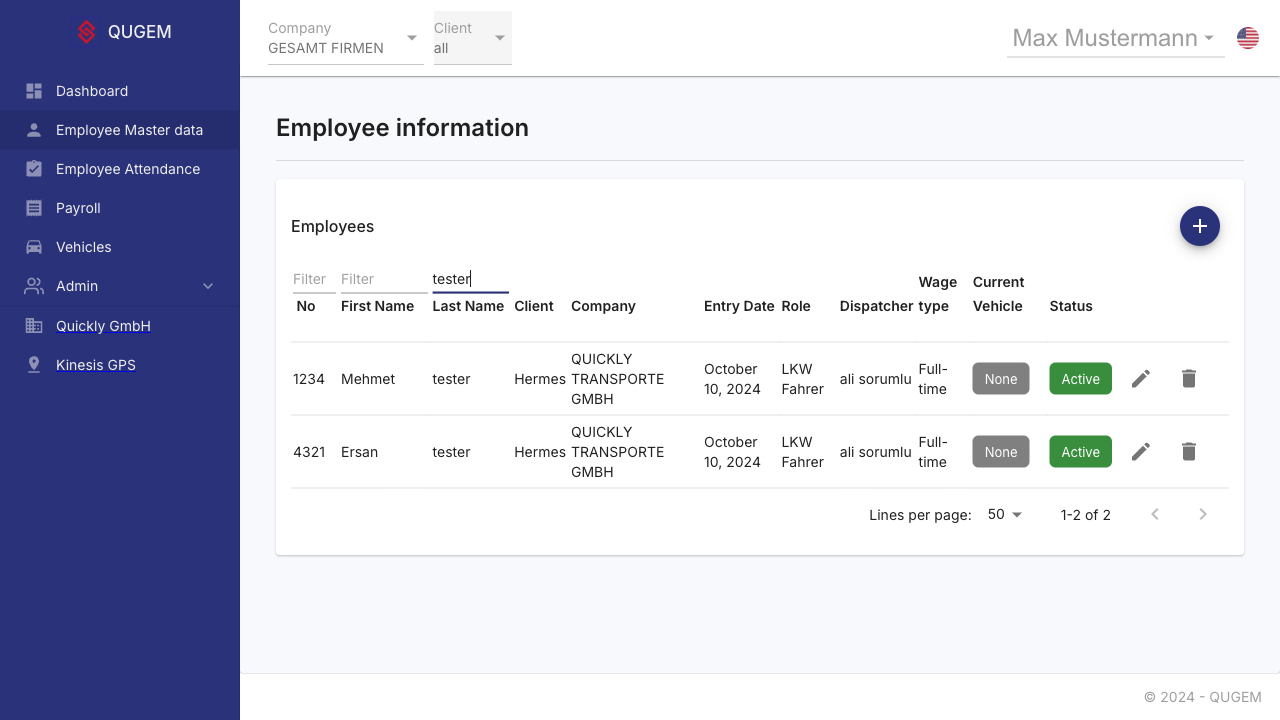 QUGEM
Dashboard
Employee Master data
Employee Attendance
Payroll
Vehicles
Admin
Quickly GmbH
Kinesis GPS
Company
GESAMT FIRMEN
Client
all
Max Mustermann
Employee information
Employees
Filter Filter tester
No First Name Last Name Client Company Entry Date Role Dispatcher Wage type Current Vehicle Status
1234 Mehmet tester Hermes QUICKLY TRANSPORTE GMBH October 10, 2024 LKW Fahrer ali sorumlu Full-time None Active
4321 Ersan tester Hermes QUICKLY TRANSPORTE GMBH October 10, 2024 LKW Fahrer ali sorumlu Full-time None Active
Lines per page: 50 1-2 of 2
© 2024 - QUGEM